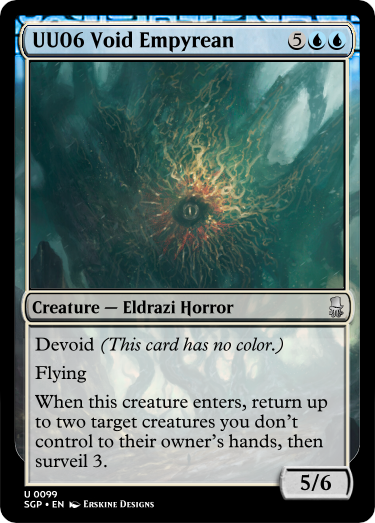 UU06 Void Empyrean 5
Creature — Eldrazi Horror
Devoid (This card has no color.)
Flying
When this creature enters, return up
to two target creatures you don't
control to their owner's hands, then
surveil 3.
5/6
U 0099
SGP • EN Erskine Designs